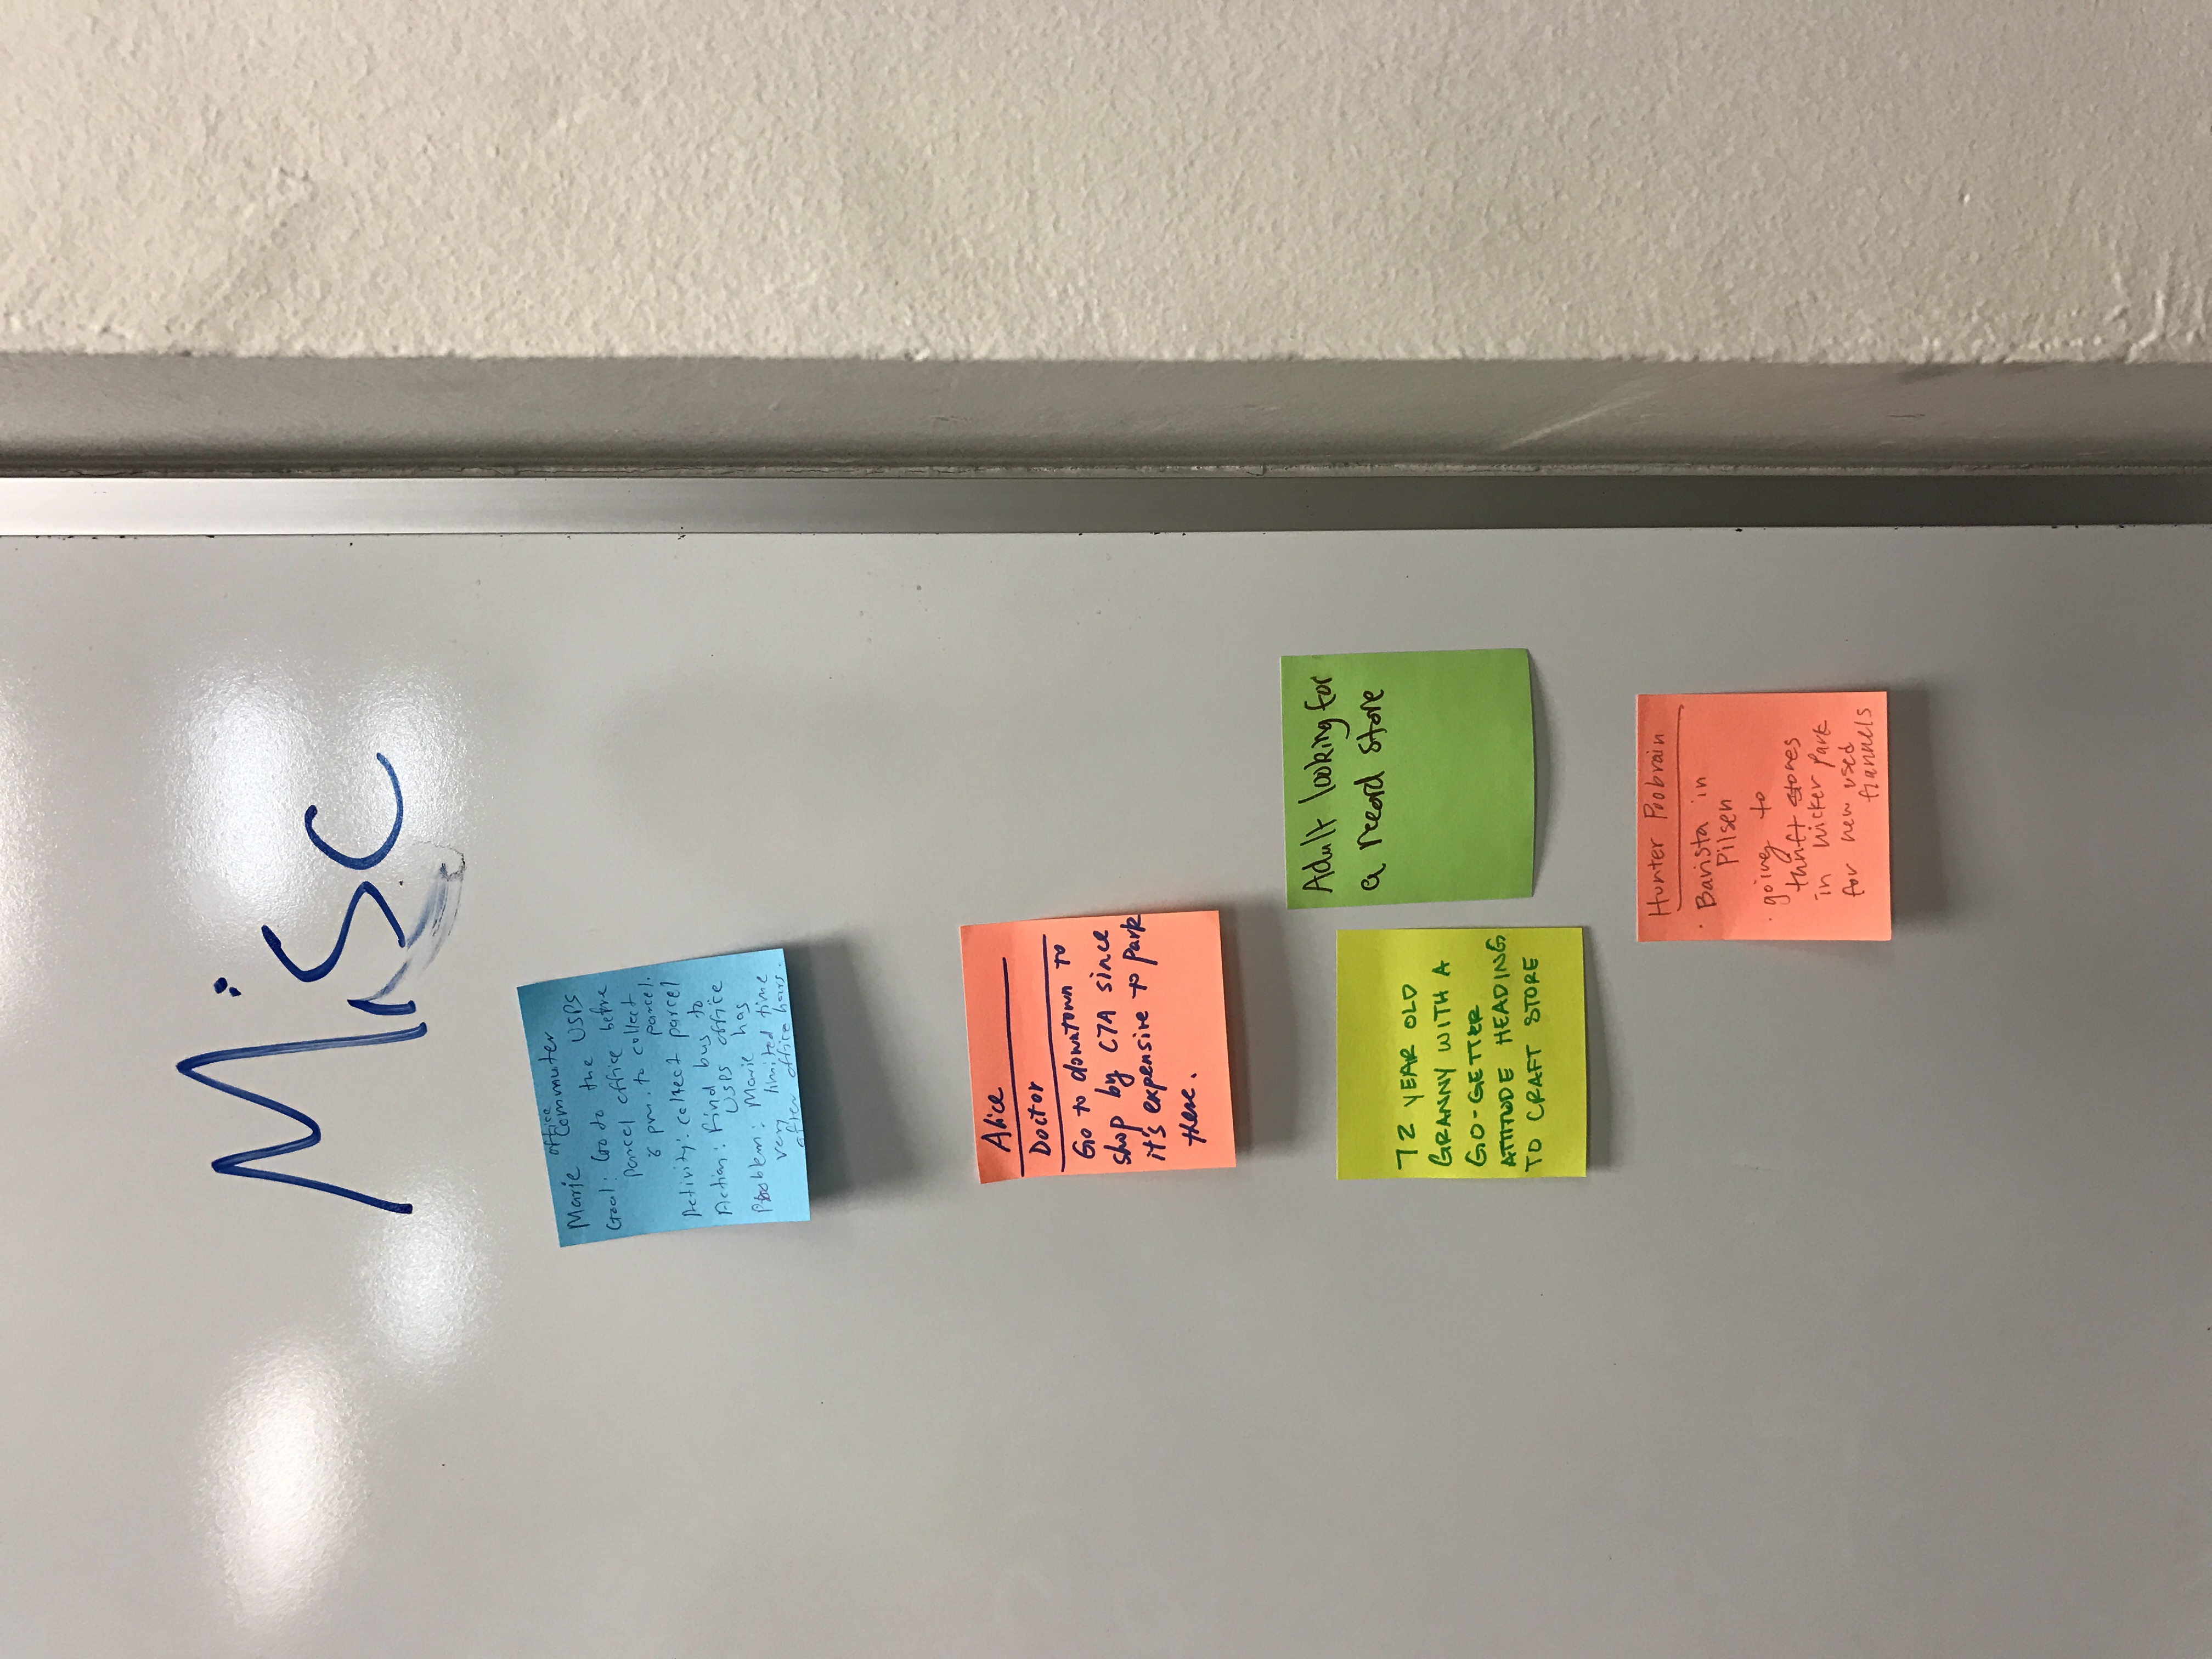 Misc
office
Marie Commuter
Goal: Go to the USPS
parcel office before
6 pm. to collect
parcel.
Activity: collect parcel
Action: Find bus to
USPS office
Problem: Marie has
very limited time
after office hours.
Alice
Doctor
Go to downtown to
shop by CTA since
it's expensive to park
there.
Adult looking for
a record store
72 YEAR OLD
GRANNY WITH A
GO-GETTER
ATTITUDE HEADING
TO CRAFT STORE
Hunter Poobrain
· Barista in
Pilsen
· going to
thrift stores
in Wicker Park
for new used
flannels